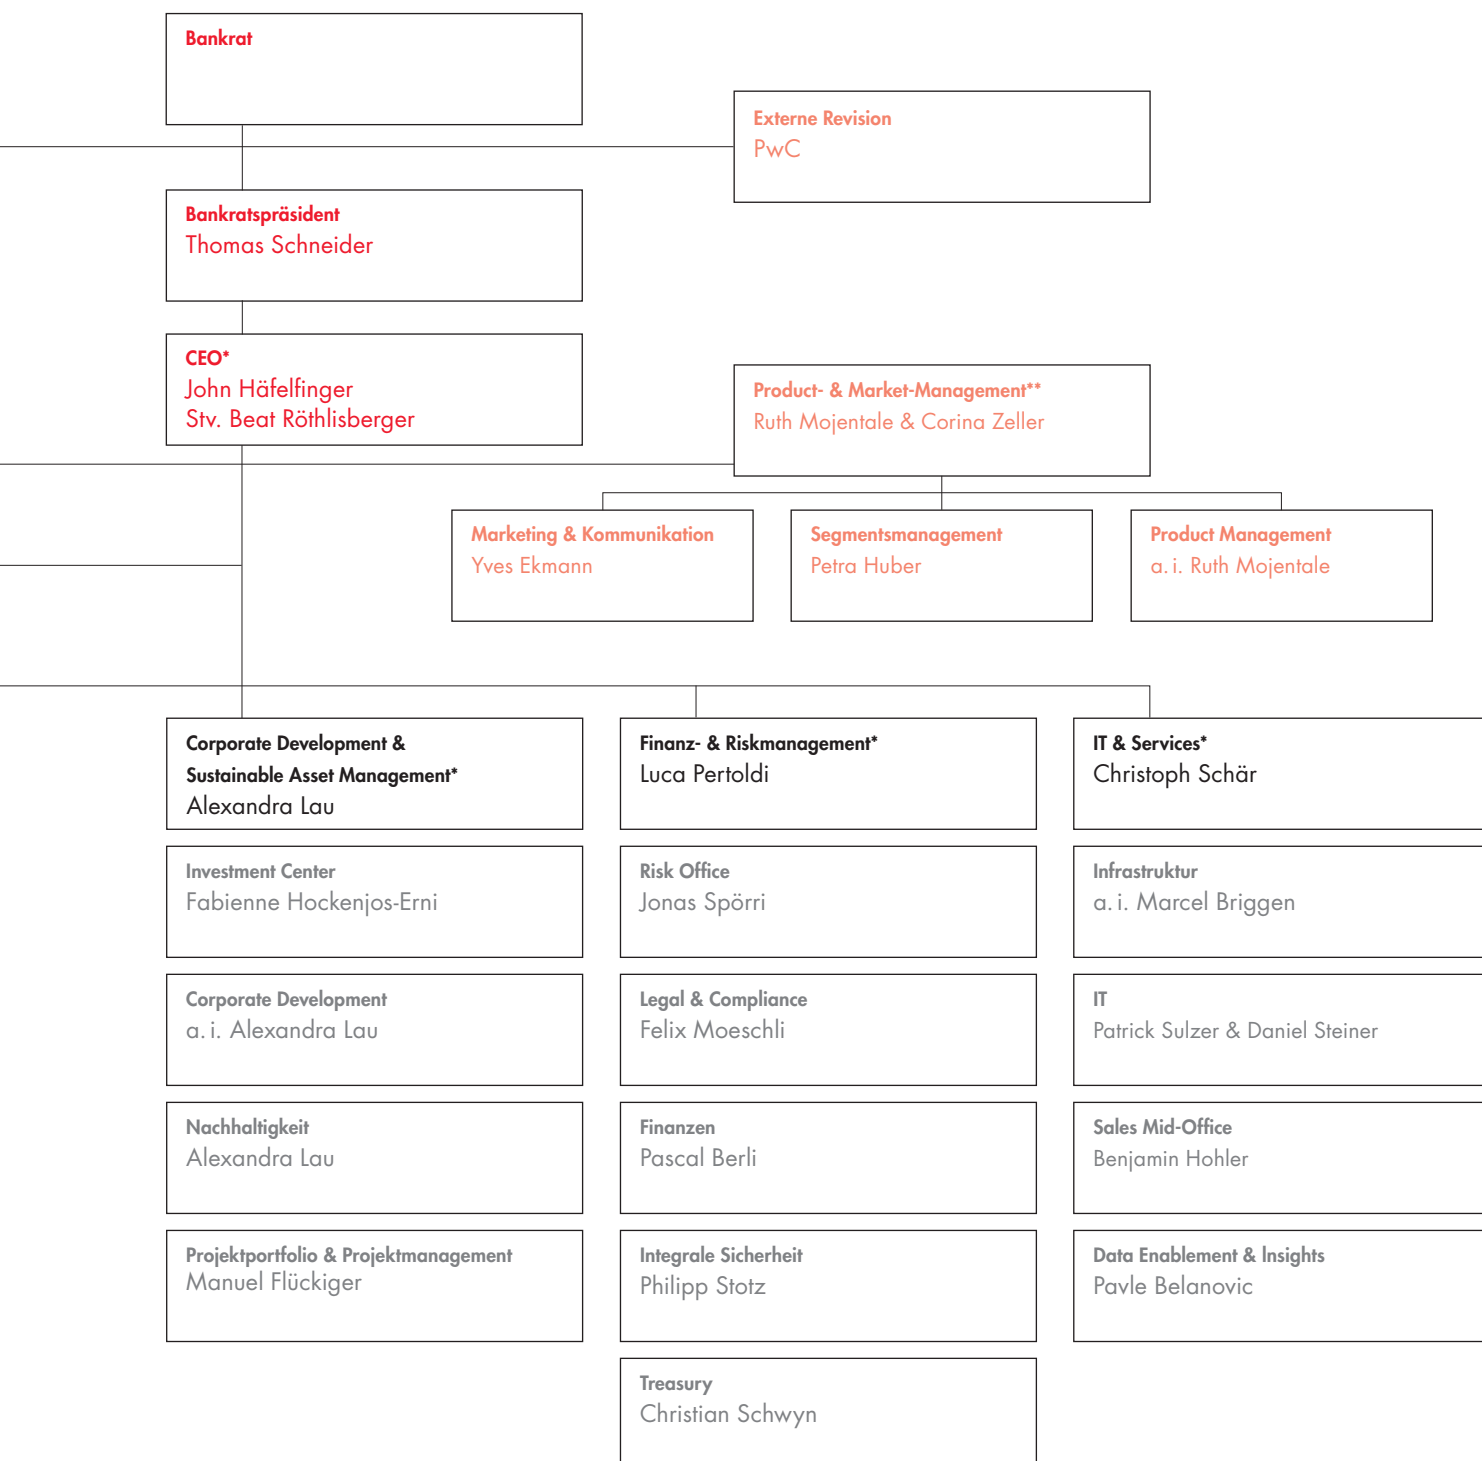 Bankrat
Externe Revision
PwC
Bankratspräsident
Thomas Schneider
CEO*
John Häfelfinger
Stv. Beat Röthlisberger
Product- & Market-Management**
Ruth Mojentale & Corina Zeller
Marketing & Kommunikation
Yves Ekmann
Segmentsmanagement
Petra Huber
Product Management
a. i. Ruth Mojentale
Corporate Development &
Sustainable Asset Management*
Alexandra Lau
Investment Center
Fabienne Hockenjos-Erni
Corporate Development
a. i. Alexandra Lau
Nachhaltigkeit
Alexandra Lau
Projektportfolio & Projektmanagement
Manuel Flückiger
Finanz- & Riskmanagement*
Luca Pertoldi
Risk Office
Jonas Spörri
Legal & Compliance
Felix Moeschli
Finanzen
Pascal Berli
Integrale Sicherheit
Philipp Stotz
Treasury
Christian Schwyn
IT & Services*
Christoph Schär
Infrastruktur
a. i. Marcel Briggen
IT
Patrick Sulzer & Daniel Steiner
Sales Mid-Office
Benjamin Hohler
Data Enablement & Insights
Pavle Belanovic